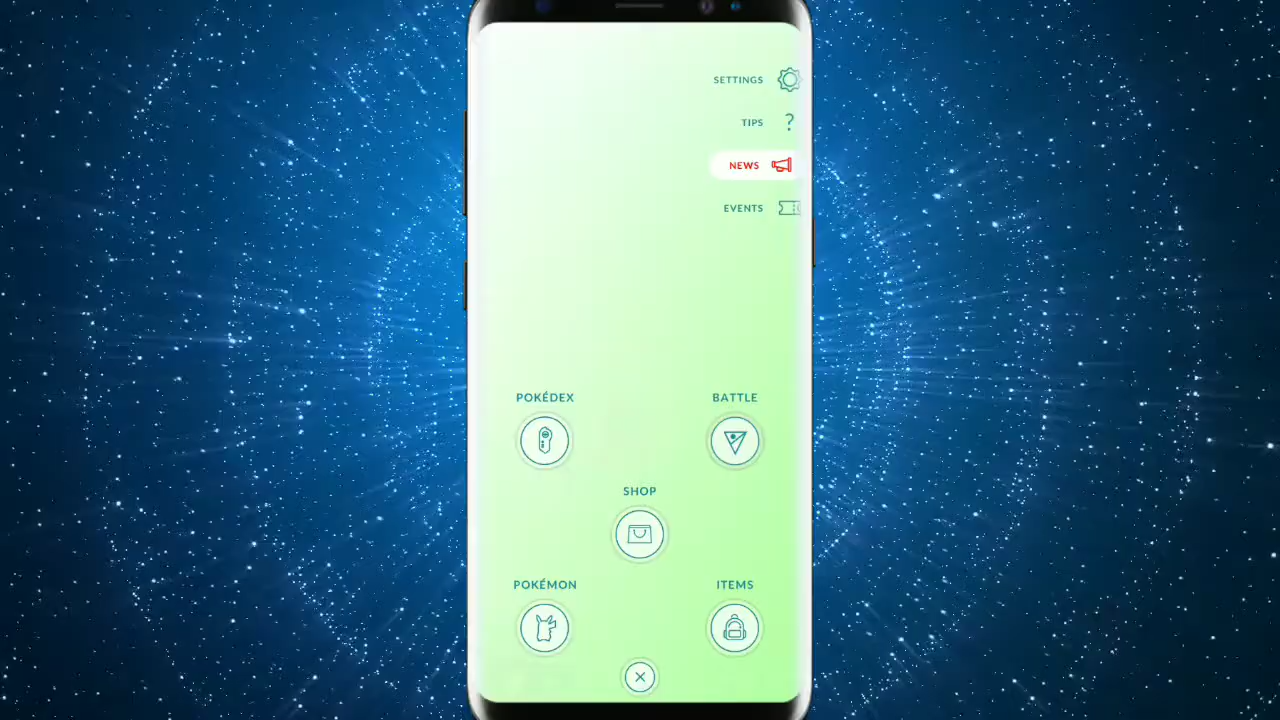 SETTINGS
TIPS ?
NEWS
EVENTS
POKÉDEX
BATTLE
SHOP
POKÉMON
ITEMS